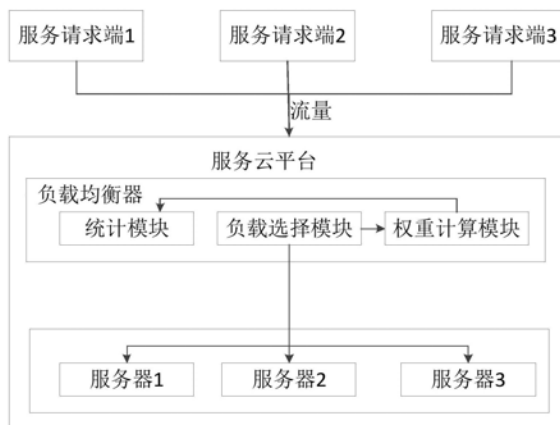 服务请求端1
服务请求端2
服务请求端3
流量
服务云平台
负载均衡器
统计模块
负载选择模块
权重计算模块
服务器1
服务器2
服务器3